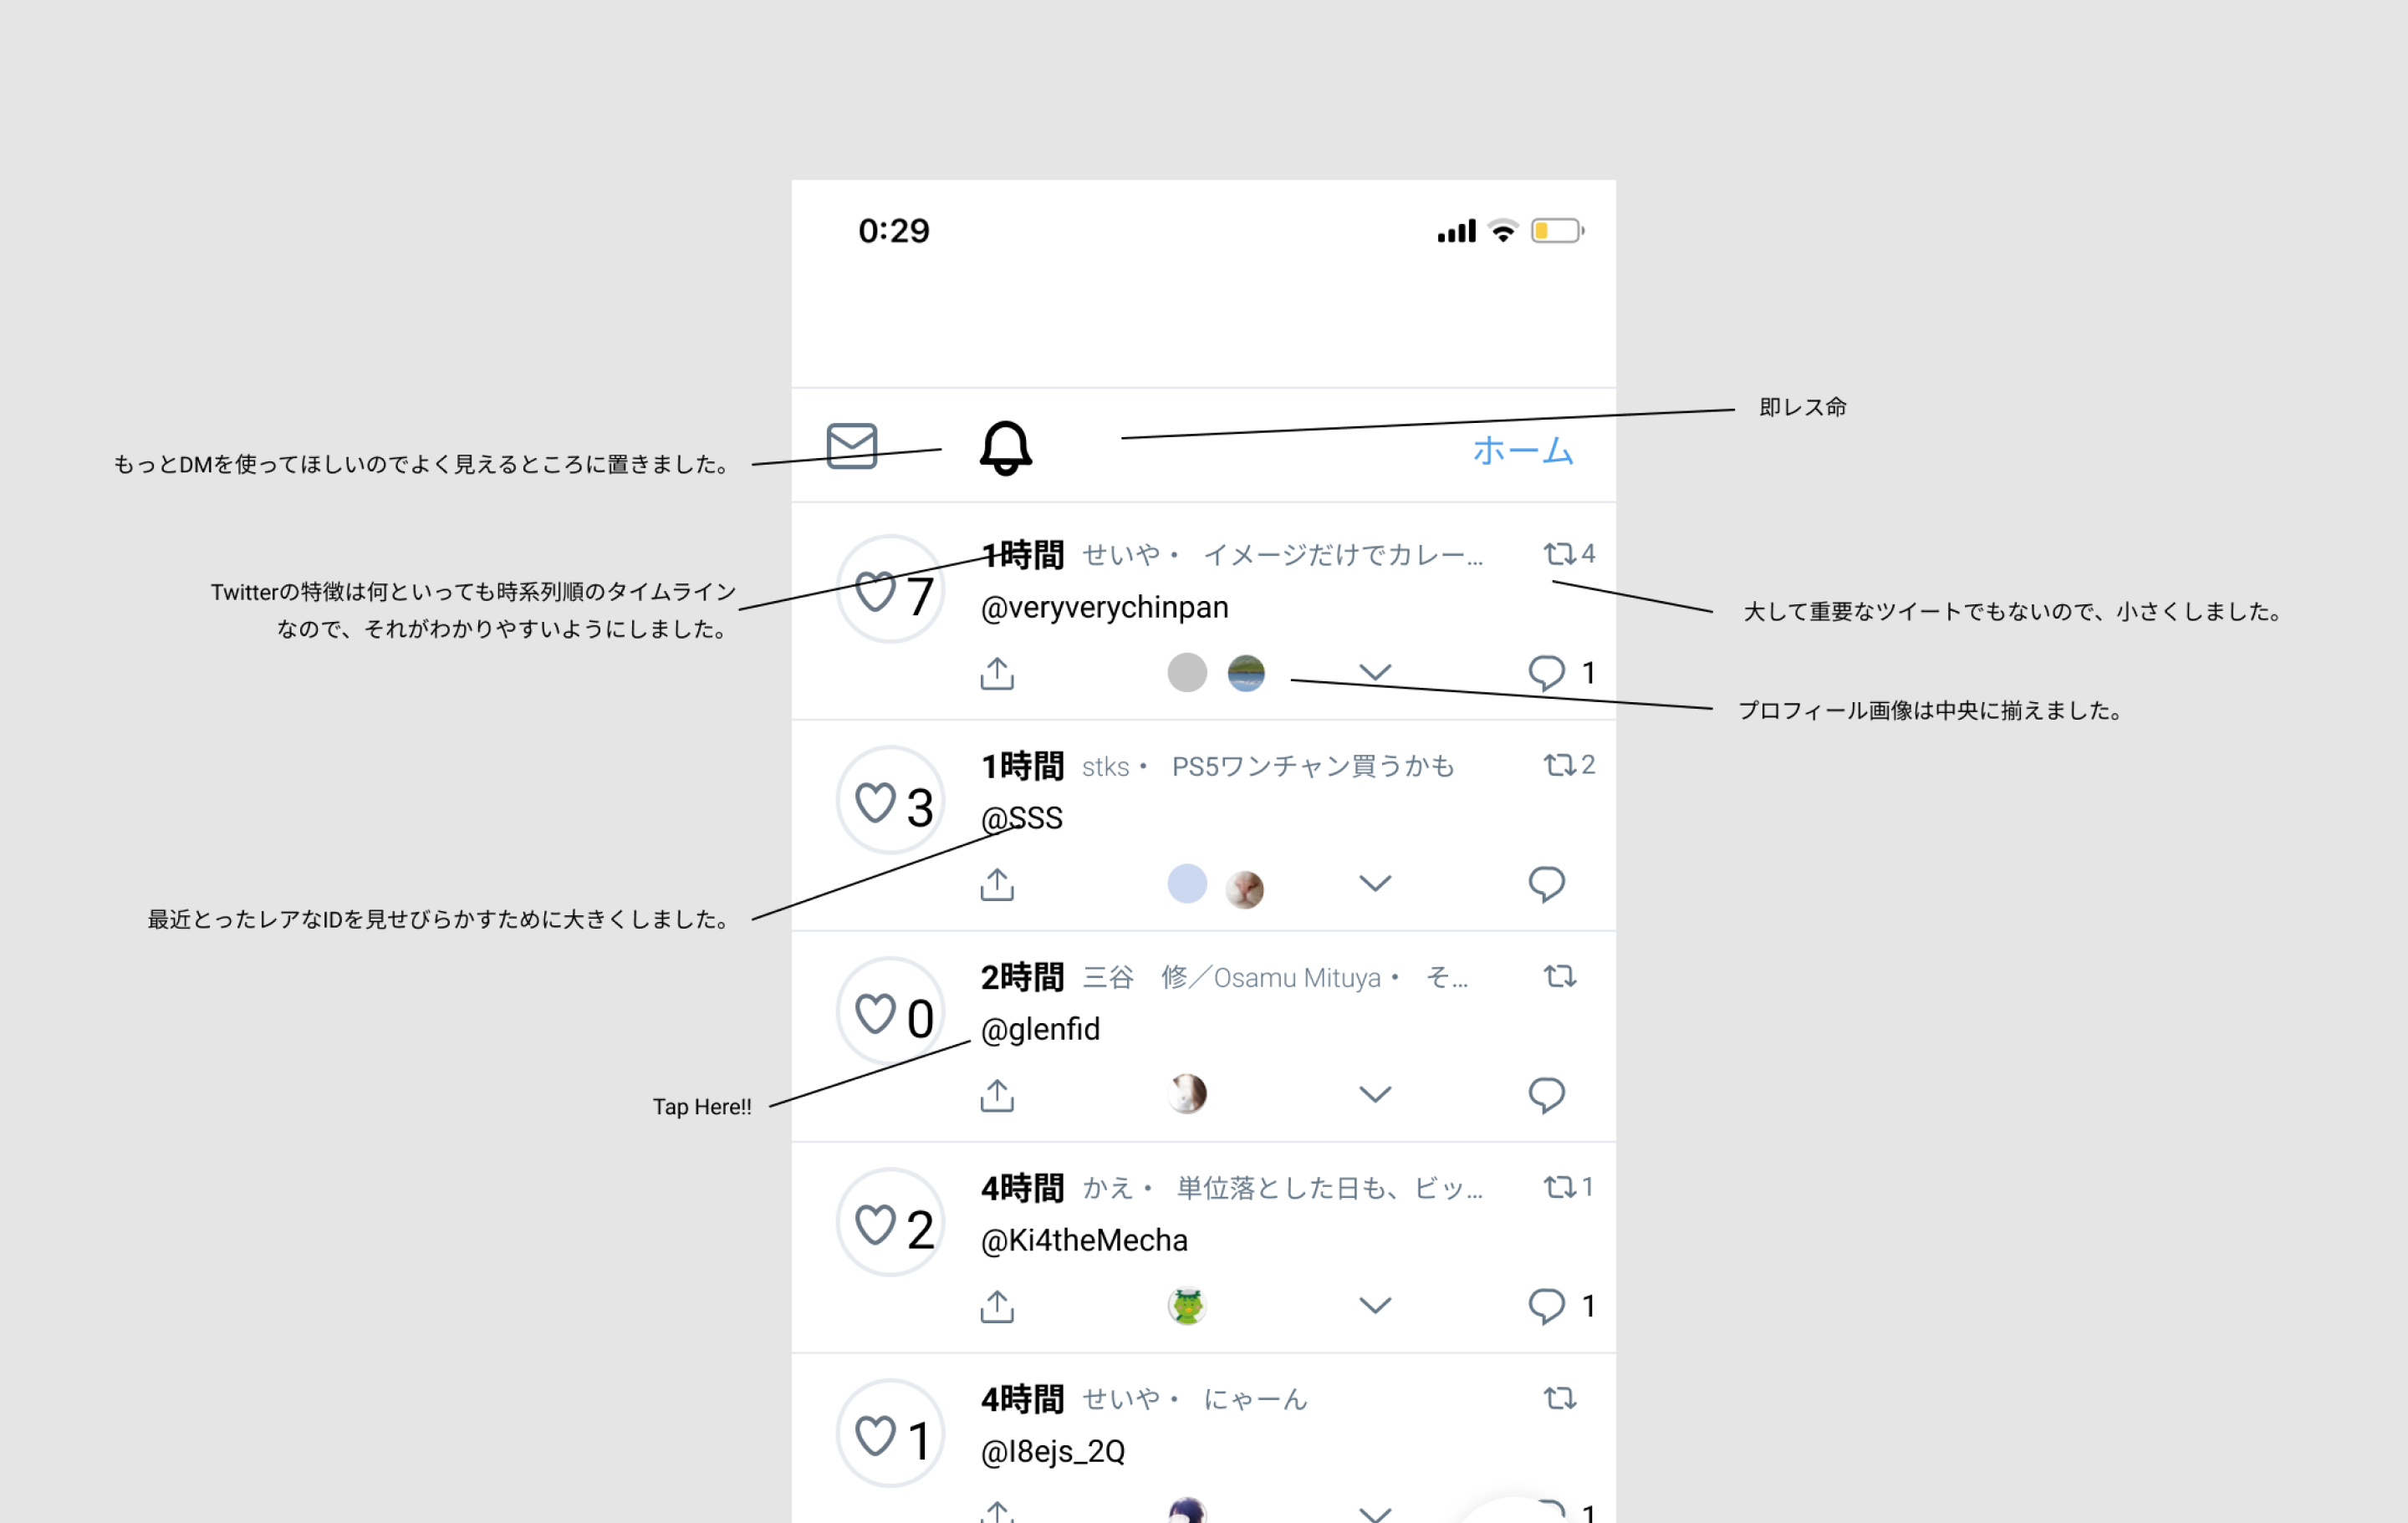 0:29
即レス命
ホーム
もっとDMを使ってほしいのでよく見えるところに置きました。
1時間 せいや・ イメージだけでカレー... 4
7
@veryverychinpan
Twitterの特徴は何といっても時系列順のタイムライン
なので、それがわかりやすいようにしました。
大して重要なツイートでもないので、小さくしました。
1
プロフィール画像は中央に揃えました。
1時間 stks・ PS5ワンチャン買うかも 2
3
@SSS
最近とったレアなIDを見せびらかすために大きくしました。
2時間 三谷　修／Osamu Mituya・ そ...
0
@glenfid
Tap Here!!
4時間 かえ・ 単位落とした日も、ビッ... 1
2
@Ki4theMecha
1
4時間 せいや・ にゃーん
1
@I8ejs_2Q
1